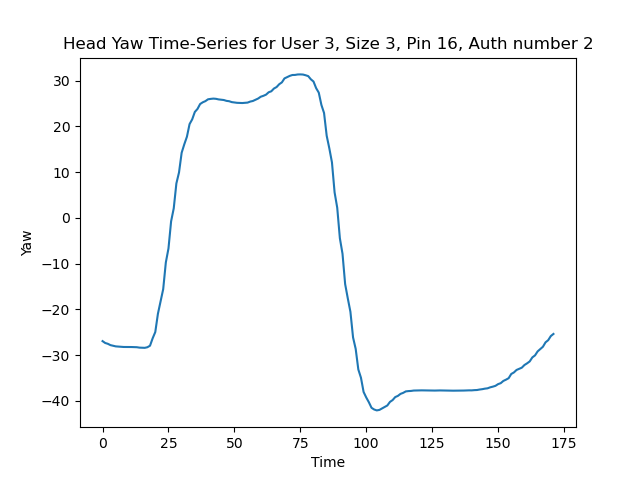 Head Yaw Time-Series for User 3, Size 3, Pin 16, Auth number 2
30
20
10
0
−10
−20
−30
−40
Yaw
0 25 50 75 100 125 150 175
Time